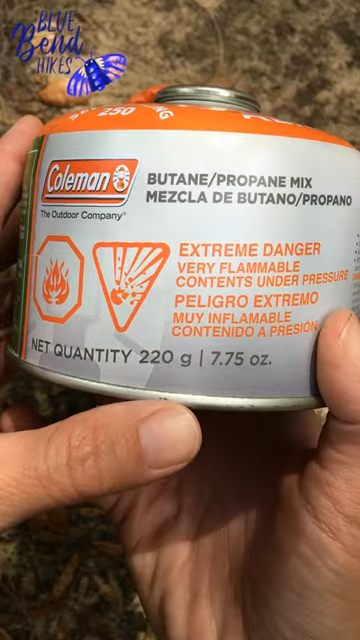 BLUE
Bend
HIKES
250
Coleman
The Outdoor Company®
BUTANE/PROPANE MIX
MEZCLA DE BUTANO/PROPANO
EXTREME DANGER
VERY FLAMMABLE
CONTENTS UNDER PRESSURE
PELIGRO EXTREMO
MUY INFLAMABLE
CONTENIDO A PRESIÓN
NET QUANTITY 220 g | 7.75 oz.